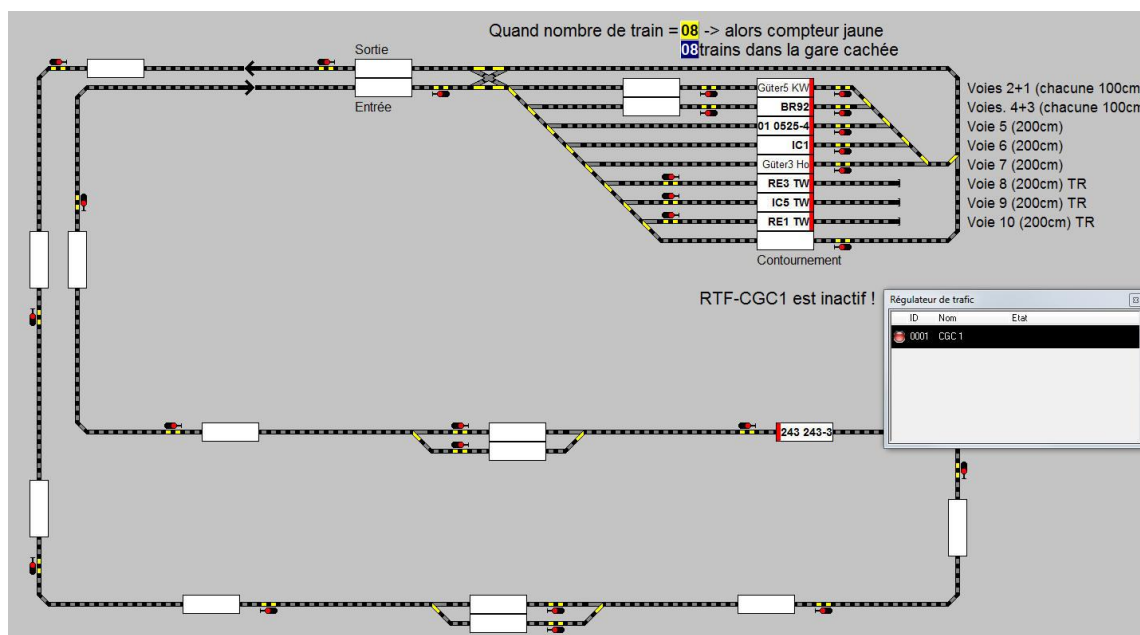 Quand nombre de train = 08 -> alors compteur jaune
08 trains dans la gare cachée
Sortie
Entrée
Güter5 KW
Voies 2+1 (chacune 100cm
BR92
Voies. 4+3 (chacune 100cm
01 0525-4
Voie 5 (200cm)
IC1
Voie 6 (200cm)
Güter3 Ho
Voie 7 (200cm)
RE3 TW
Voie 8 (200cm) TR
IC5 TW
Voie 9 (200cm) TR
RE1 TW
Voie 10 (200cm) TR
Contournement
RTF-CGC1 est inactif !
Régulateur de trafic
ID Nom Etat
0001 CGC 1
243 243-3